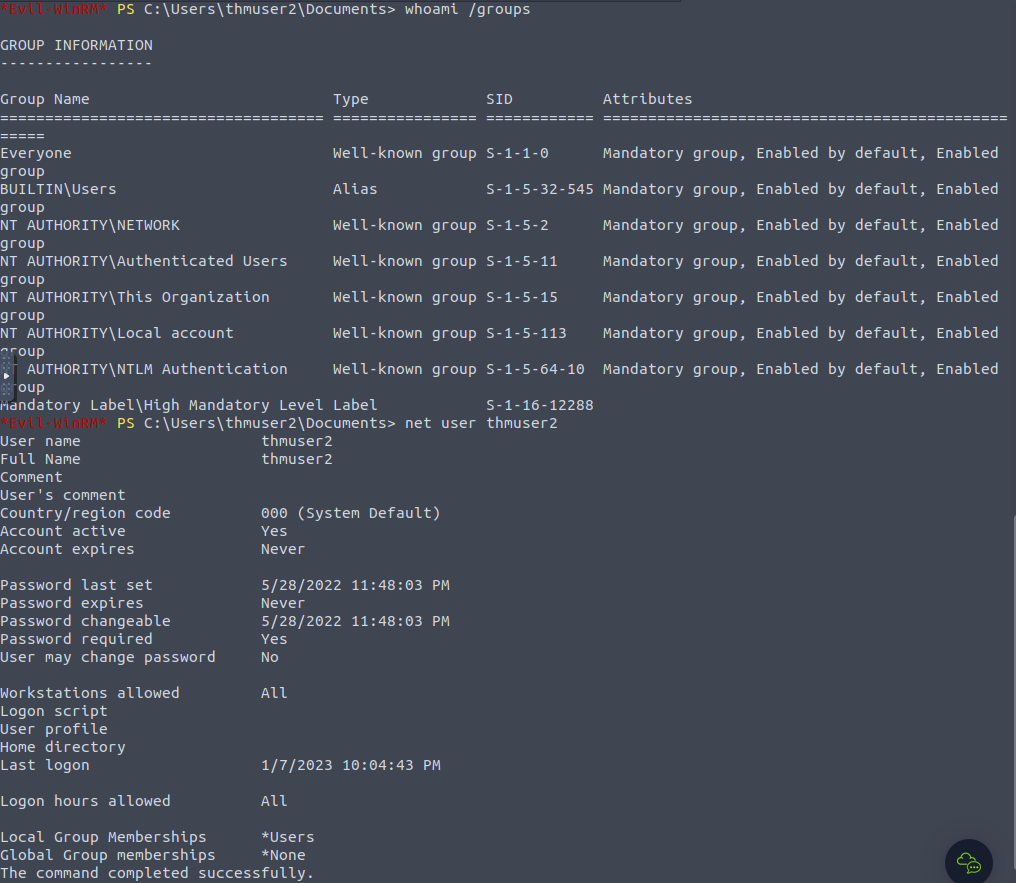 *Evil-WinRM* PS C:\Users\thmuser2\Documents> whoami /groups
GROUP INFORMATION
-----------------
Group Name                           Type             SID          Attributes
==================================== ================ ============ =============================================
=====
Everyone                             Well-known group S-1-1-0      Mandatory group, Enabled by default, Enabled
group
BUILTIN\Users                        Alias            S-1-5-32-545 Mandatory group, Enabled by default, Enabled
group
NT AUTHORITY\NETWORK                 Well-known group S-1-5-2      Mandatory group, Enabled by default, Enabled
group
NT AUTHORITY\Authenticated Users     Well-known group S-1-5-11     Mandatory group, Enabled by default, Enabled
group
NT AUTHORITY\This Organization       Well-known group S-1-5-15     Mandatory group, Enabled by default, Enabled
group
NT AUTHORITY\Local account           Well-known group S-1-5-113    Mandatory group, Enabled by default, Enabled
group
AUTHORITY\NTLM Authentication     Well-known group S-1-5-64-10  Mandatory group, Enabled by default, Enabled
oup
Mandatory Label\High Mandatory Level Label            S-1-16-12288
*Evil-WinRM* PS C:\Users\thmuser2\Documents> net user thmuser2
User name                    thmuser2
Full Name                    thmuser2
Comment
User's comment
Country/region code          000 (System Default)
Account active               Yes
Account expires              Never
Password last set            5/28/2022 11:48:03 PM
Password expires             Never
Password changeable          5/28/2022 11:48:03 PM
Password required            Yes
User may change password     No
Workstations allowed         All
Logon script
User profile
Home directory
Last logon                   1/7/2023 10:04:43 PM
Logon hours allowed          All
Local Group Memberships      *Users
Global Group memberships     *None
The command completed successfully.